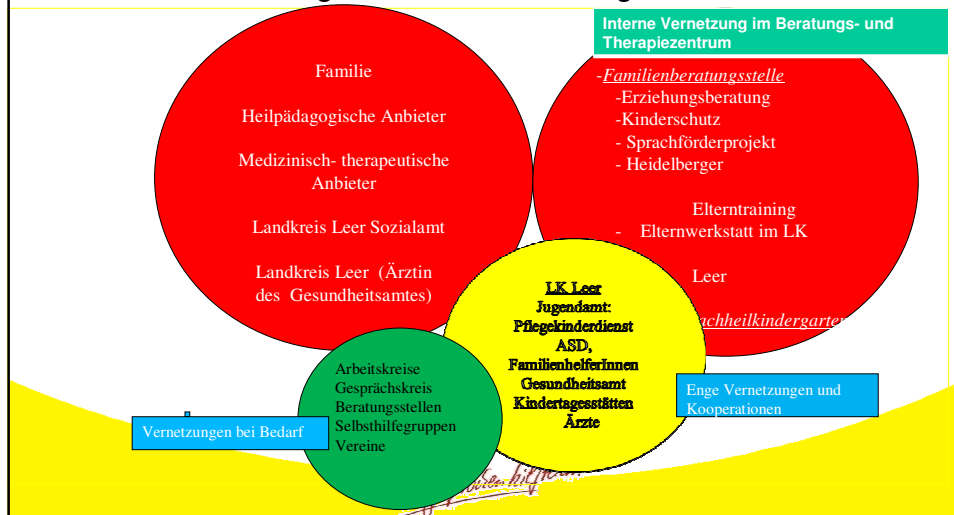 Interne Vernetzung im Beratungs- und
Therapiezentrum
Familie
Heilpädagogische Anbieter
Medizinisch- therapeutische
Anbieter
Landkreis Leer Sozialamt
Landkreis Leer (Ärztin
des Gesundheitsamtes)
-Familienberatungsstelle
-Erziehungsberatung
-Kinderschutz
- Sprachförderprojekt
- Heidelberger
Elterntraining
- Elternwerkstatt im LK
Leer
achheilkindergarten
LK Leer
Jugendamt:
Pflegekinderdienst
ASD,
FamilienhelferInnen
Gesundheitsamt
Kindertagesstätten
Ärzte
Arbeitskreise
Gesprächskreis
Beratungsstellen
Selbsthilfegruppen
Vereine
Vernetzungen bei Bedarf
Enge Vernetzungen und
Kooperationen